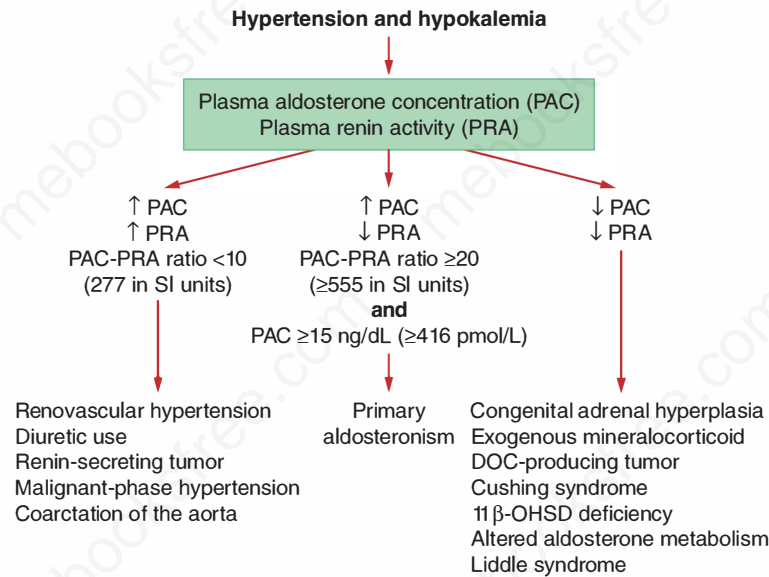 Hypertension and hypokalemia
Plasma aldosterone concentration (PAC)
Plasma renin activity (PRA)
↑ PAC
↑ PRA
PAC-PRA ratio <10
(277 in SI units)
↑ PAC
↓ PRA
PAC-PRA ratio ≥20
(≥555 in SI units)
and
PAC ≥15 ng/dL (≥416 pmol/L)
↓ PAC
↓ PRA
Renovascular hypertension
Diuretic use
Renin-secreting tumor
Malignant-phase hypertension
Coarctation of the aorta
Primary
aldosteronism
Congenital adrenal hyperplasia
Exogenous mineralocorticoid
DOC-producing tumor
Cushing syndrome
11β-OHSD deficiency
Altered aldosterone metabolism
Liddle syndrome